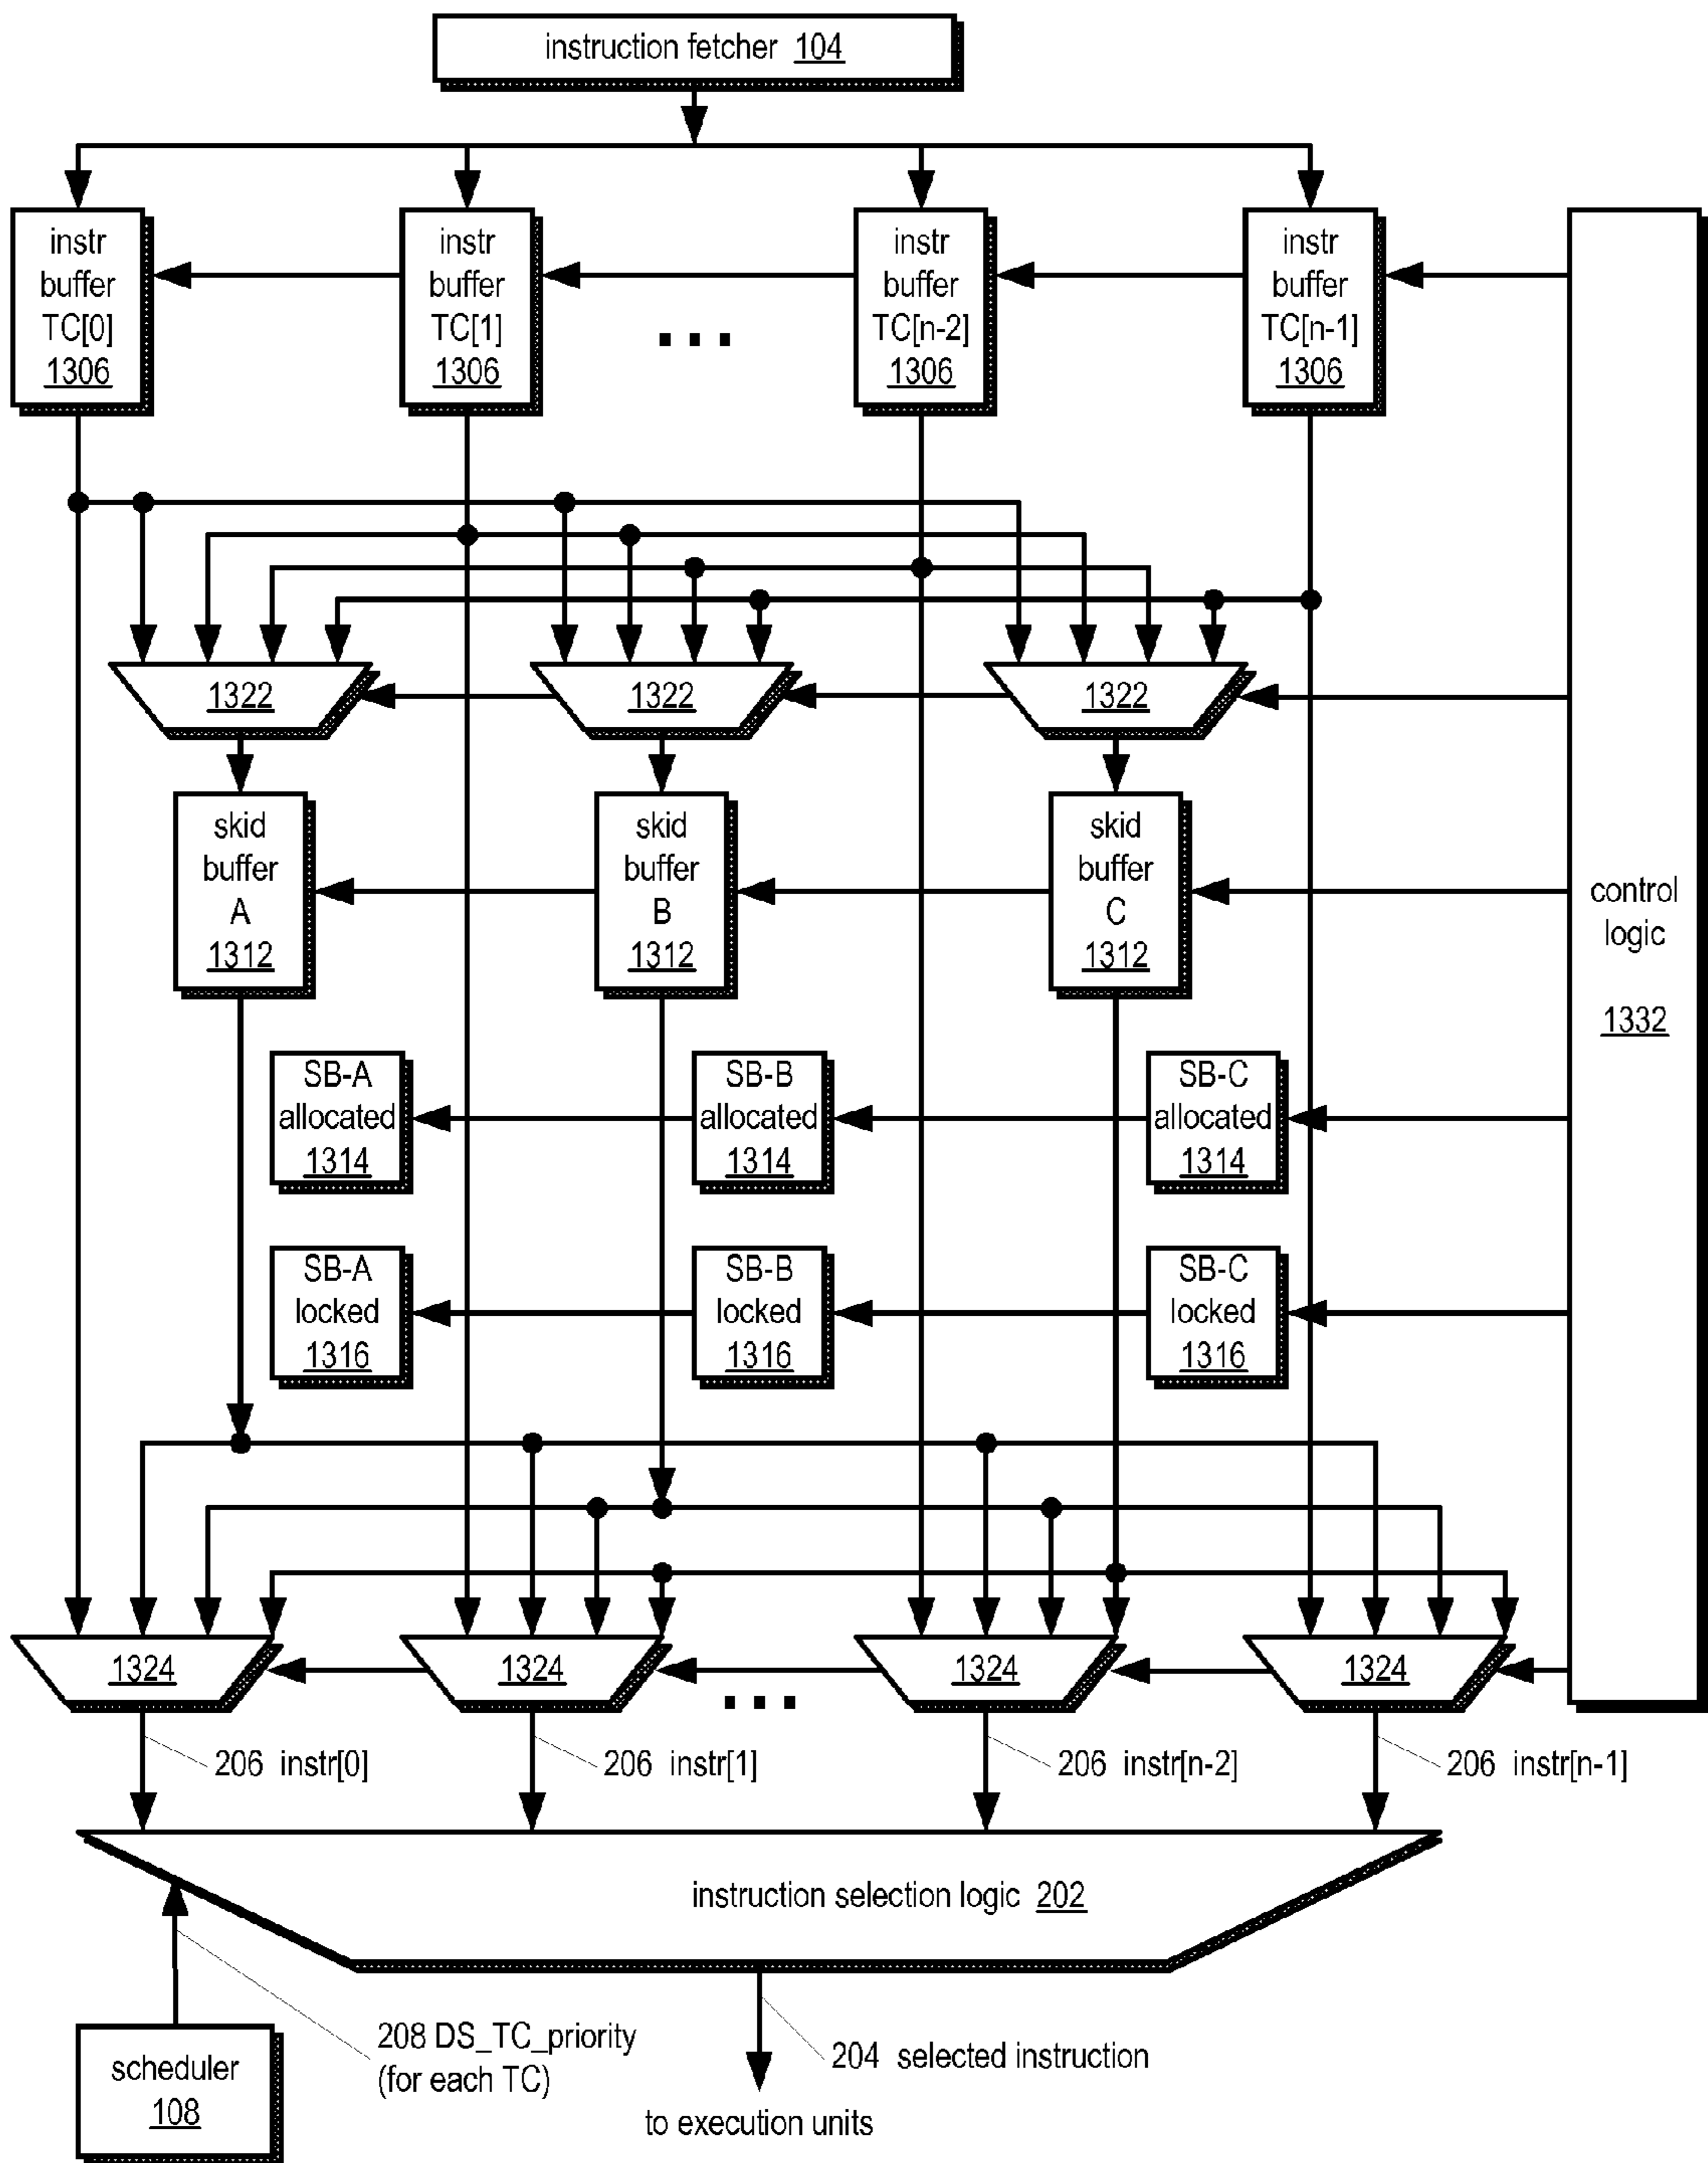 instruction fetcher 104
instr
buffer
TC[0]
1306
instr
buffer
TC[1]
1306
...
instr
buffer
TC[n-2]
1306
instr
buffer
TC[n-1]
1306
1322
1322
1322
skid
buffer
A
1312
skid
buffer
B
1312
skid
buffer
C
1312
control
logic
1332
SB-A
allocated
1314
SB-B
allocated
1314
SB-C
allocated
1314
SB-A
locked
1316
SB-B
locked
1316
SB-C
locked
1316
1324
1324
...
1324
1324
206 instr[0]
206 instr[1]
206 instr[n-2]
206 instr[n-1]
instruction selection logic 202
scheduler
108
208 DS_TC_priority
(for each TC)
204 selected instruction
to execution units